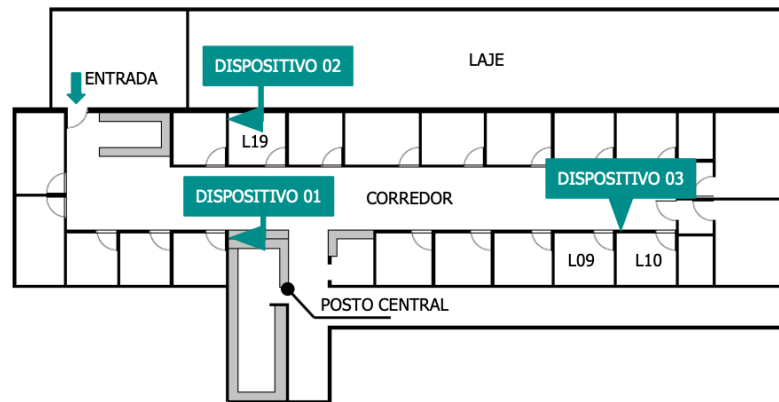 LAJE
DISPOSITIVO 02
ENTRADA
L19
DISPOSITIVO 03
DISPOSITIVO 01
CORREDOR
L09
L10
POSTO CENTRAL